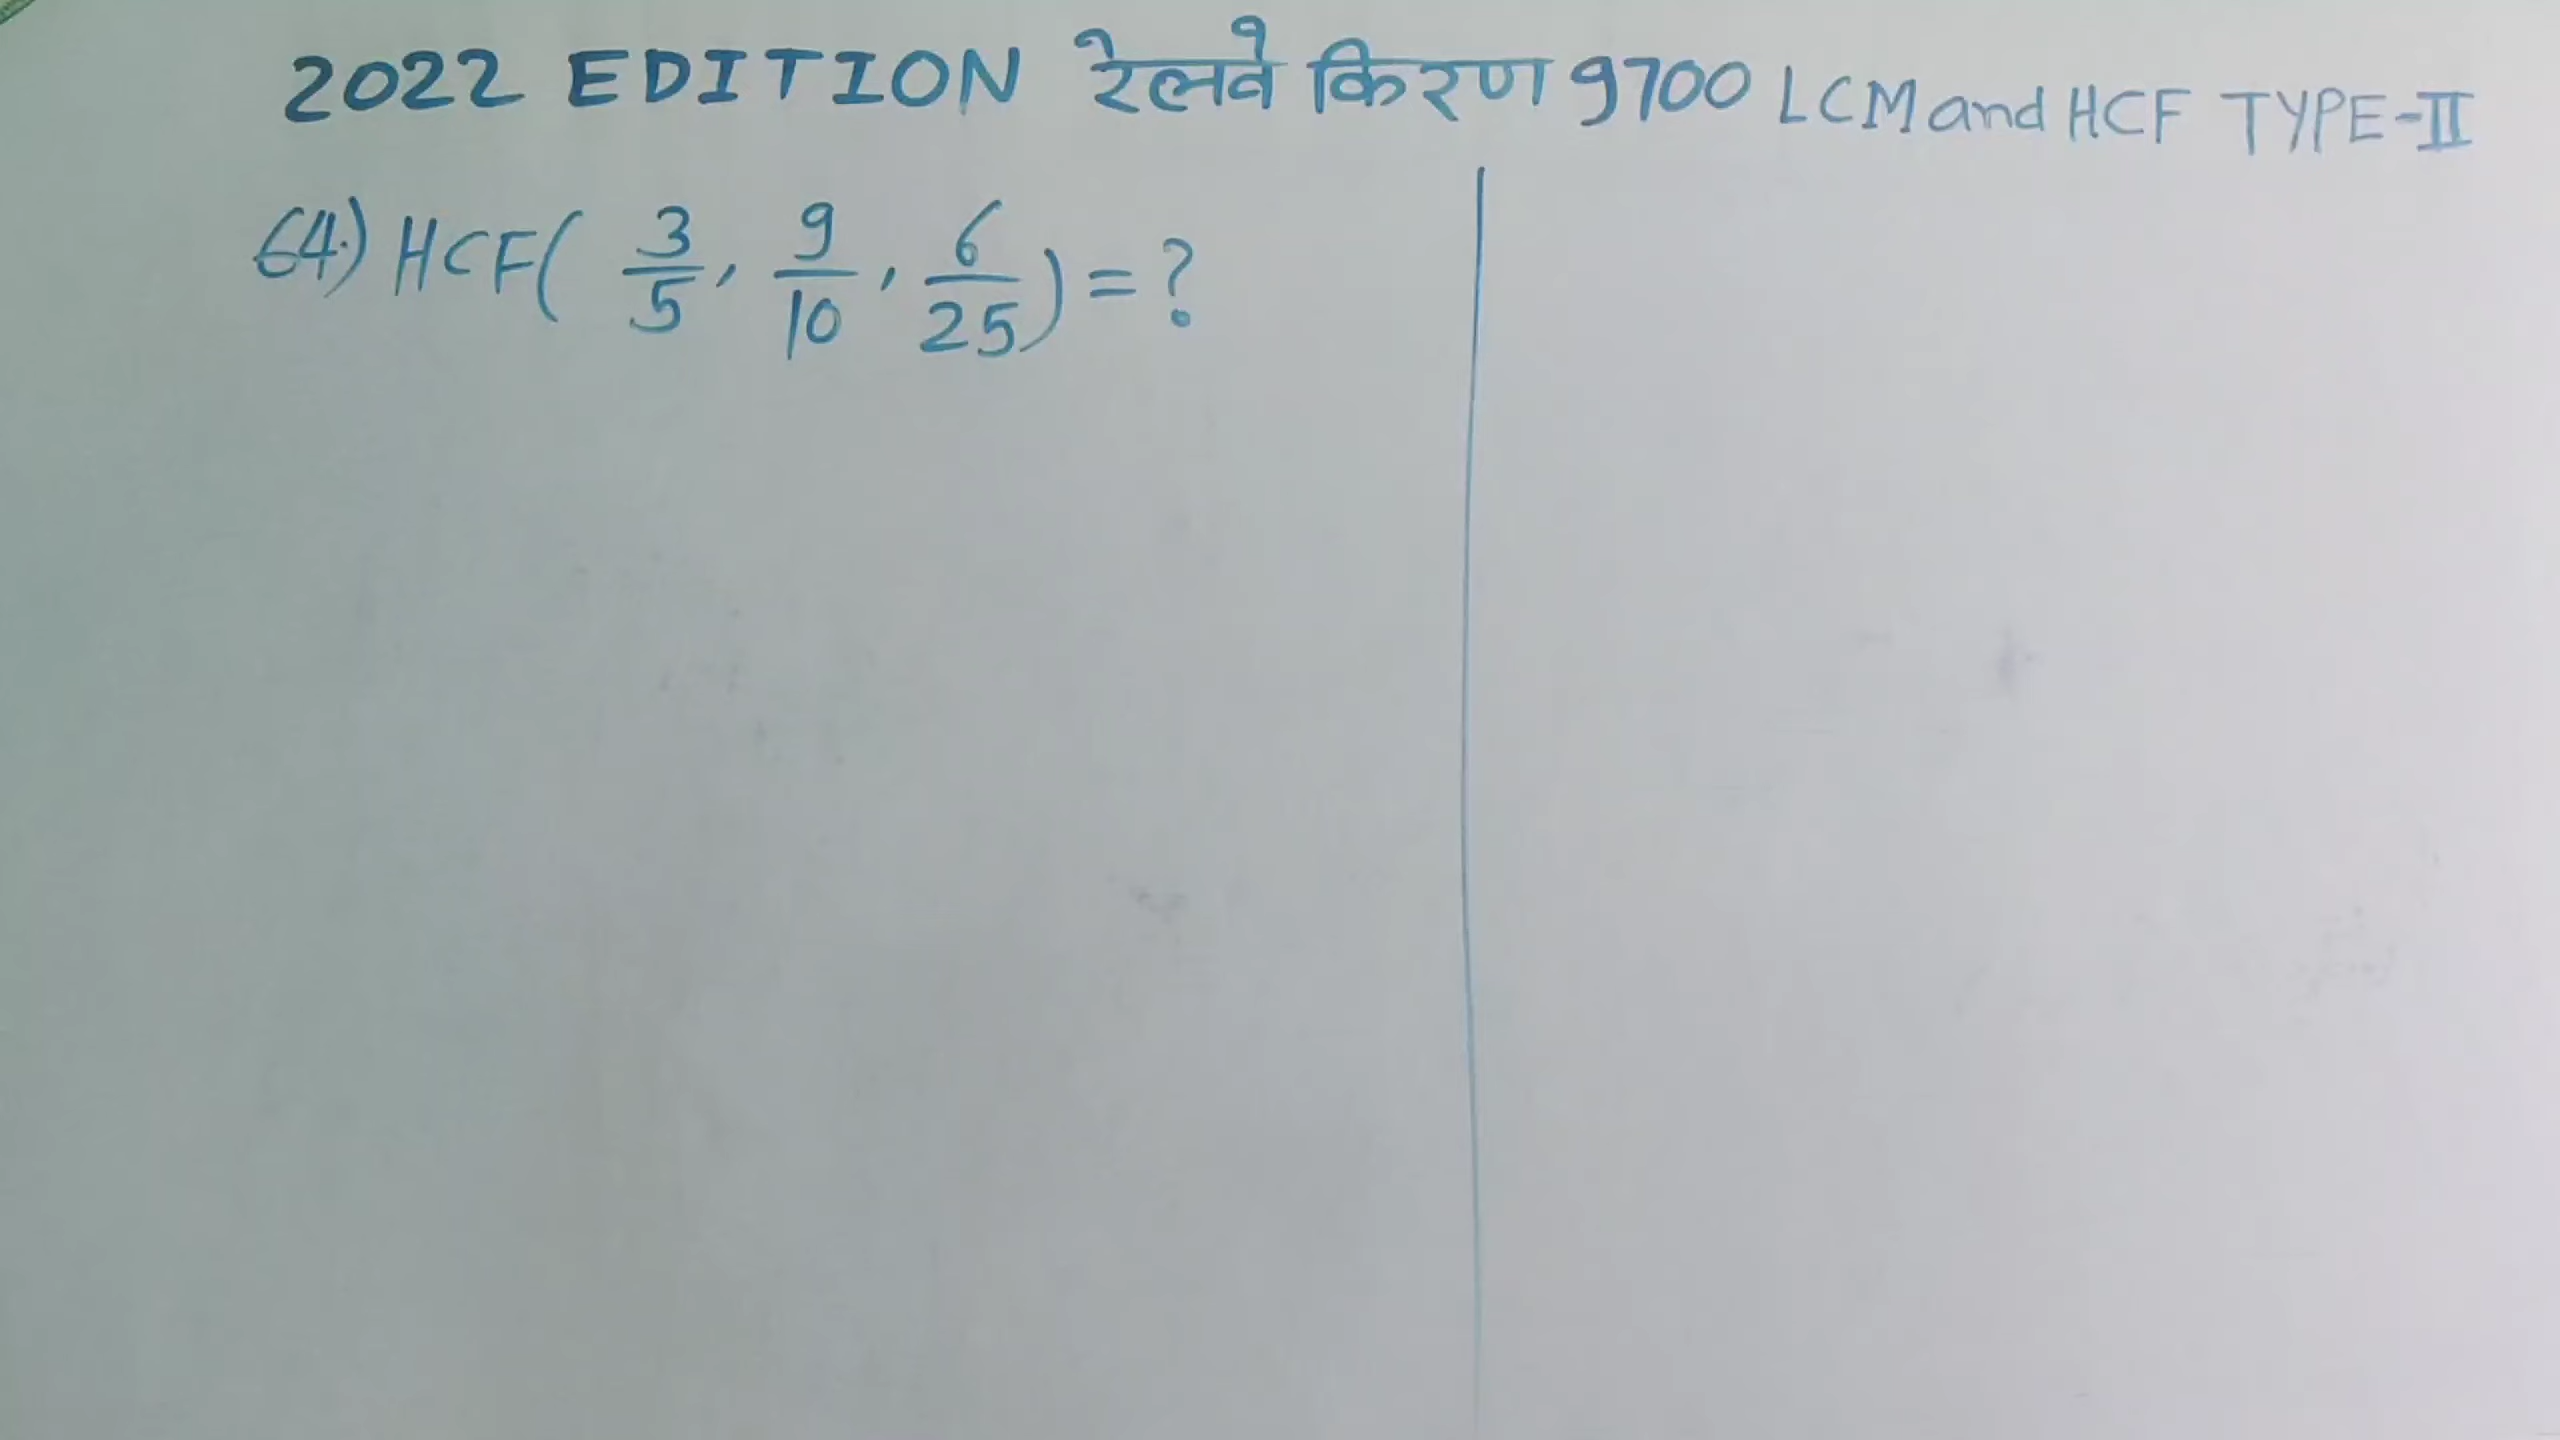 2022 EDITION रेलवे किरण 9700 LCM and HCF TYPE-II
64.) HCF( 3/5, 9/10, 6/25 ) = ?